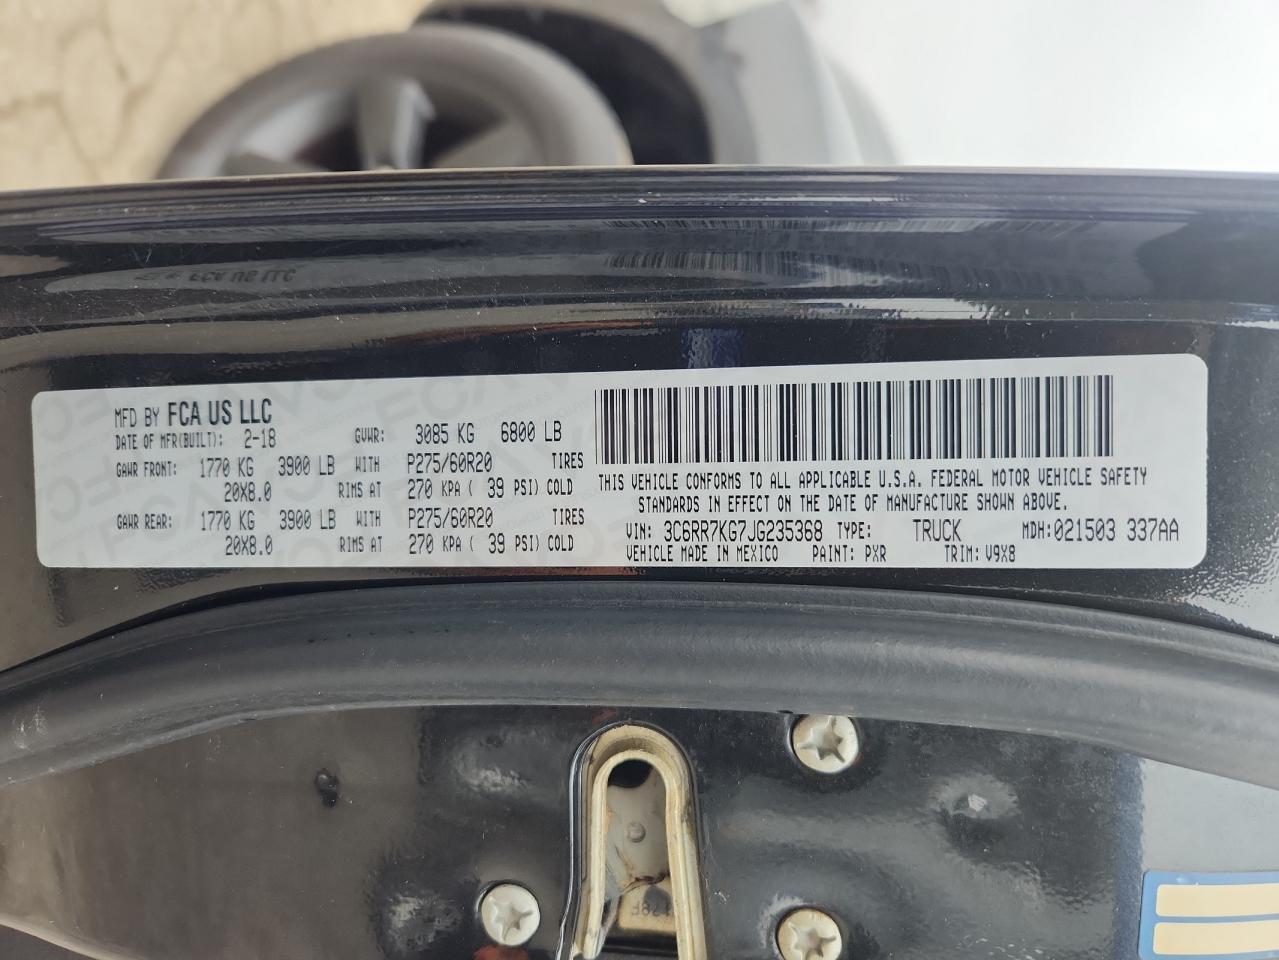 MFD BY FCA US LLC
DATE OF MFR(BUILT): 2-18 GVWR: 3085 KG 6800 LB
GAWR FRONT: 1770 KG 3900 LB WITH P275/60R20 TIRES
20X8.0 RIMS AT 270 KPA ( 39 PSI) COLD
GAWR REAR: 1770 KG 3900 LB WITH P275/60R20 TIRES
20X8.0 RIMS AT 270 KPA ( 39 PSI) COLD
THIS VEHICLE CONFORMS TO ALL APPLICABLE U.S.A. FEDERAL MOTOR VEHICLE SAFETY
STANDARDS IN EFFECT ON THE DATE OF MANUFACTURE SHOWN ABOVE.
VIN: 3C6RR7KG7JG235368 TYPE: TRUCK MDH:021503 337AA
VEHICLE MADE IN MEXICO PAINT: PXR TRIM: V9X8